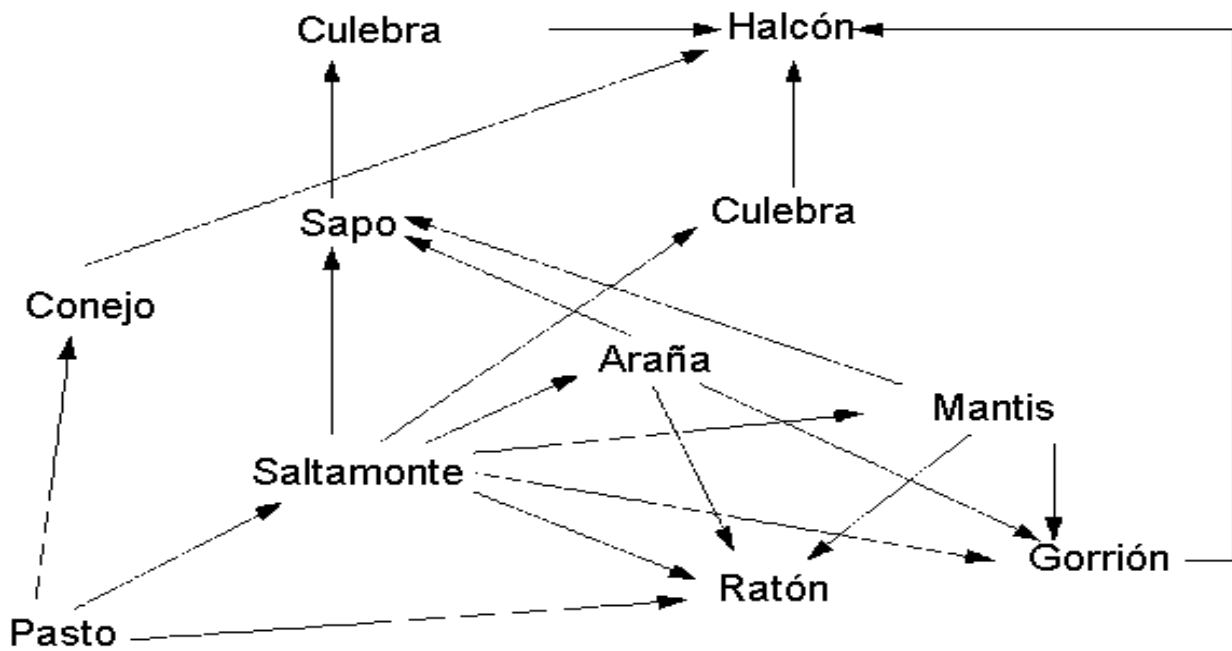 Culebra
Halcón
Sapo
Culebra
Conejo
Araña
Mantis
Saltamonte
Gorrión
Ratón
Pasto